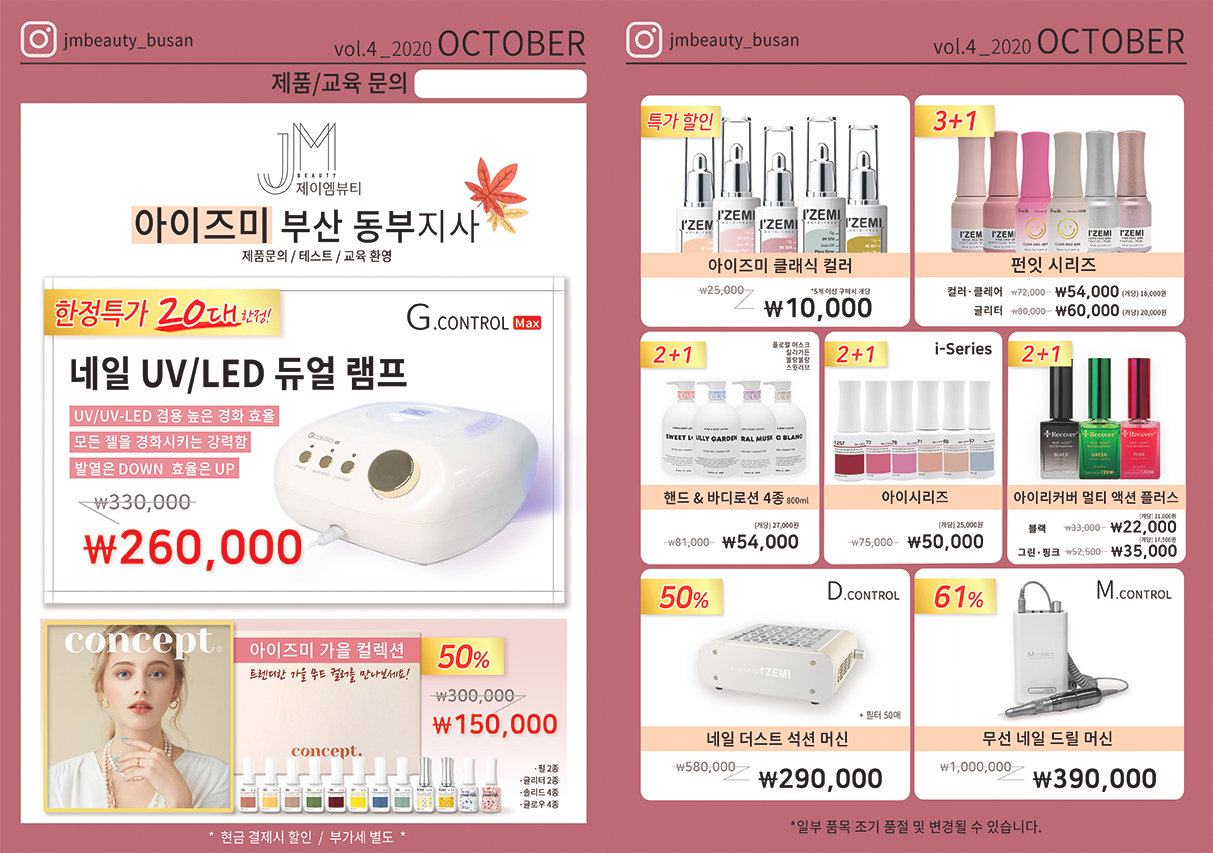 jmbeauty_busan
vol.4_2020 OCTOBER
제품/교육 문의
JM
BEAUTY
제이엠뷰티
아이즈미 부산 동부지사
제품문의 / 테스트 / 교육 환영
한정특가 20대 한정!
G.CONTROL Max
네일 UV/LED 듀얼 램프
UV/UV-LED 겸용 높은 경화 효율
모든 젤을 경화시키는 강력함
발열은 DOWN 효율은 UP
₩330,000
₩260,000
G.CONTROL
concept.
아이즈미 가을 컬렉션
트렌디한 가을 무드 컬러를 만나보세요!
50%
₩300,000
₩150,000
concept.
·펄 2종
·글리터 2종
·솔리드 4종
·글로우 4종
* 현금 결제시 할인 / 부가세 별도 *
jmbeauty_busan
vol.4_2020 OCTOBER
특가 할인
I'ZEMI
I'ZEMI
I'ZEMI
I'ZEMI
아이즈미 클래식 컬러
₩25,000
*5개 이상 구매시 개당
₩10,000
3+1
I'ZEMI
I'ZEMI
I'ZEMI
펀잇 시리즈
컬러·클레어 ₩72,000 ₩54,000 (개당) 18,000원
글리터 ₩80,000 ₩60,000 (개당) 20,000원
2+1
플로럴 머스크
릴리가든
블랑블랑
스윗러브
SWEET LO
LILLY GARDEN
RAL MUSK
C BLANC
핸드 & 바디로션 4종 800ml
(개당) 27,000원
₩81,000 ₩54,000
2+1
i-Series
257
77
78
71
69
67
아이시리즈
(개당) 25,000원
₩75,000 ₩50,000
2+1
Recover
Recover
Recover
BLACK
GREEN
PINK
아이리커버 멀티 액션 플러스
(개당) 11,000원
블랙 ₩33,000 ₩22,000
(개당) 17,500원
그린·핑크 ₩52,500 ₩35,000
50%
D.CONTROL
I'ZEMI
+ 필터 50매
네일 더스트 석션 머신
₩580,000
₩290,000
61%
M.CONTROL
무선 네일 드릴 머신
₩1,000,000
₩390,000
*일부 품목 조기 품절 및 변경될 수 있습니다.